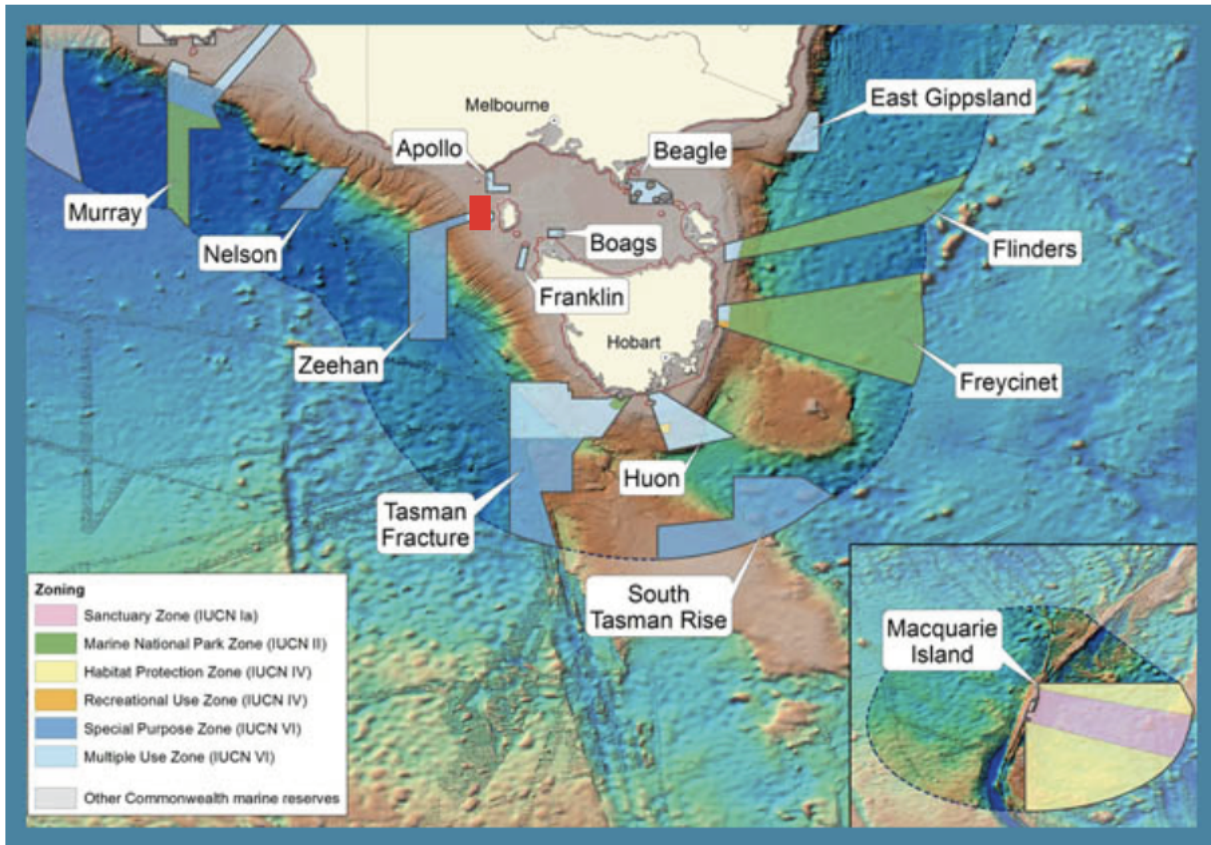 Melbourne
East Gippsland
Apollo
Beagle
Murray
Nelson
Boags
Flinders
Franklin
Zeehan
Hobart
Freycinet
Huon
Tasman
Fracture
South
Tasman Rise
Macquarie
Island
Zoning
Sanctuary Zone (IUCN Ia)
Marine National Park Zone (IUCN II)
Habitat Protection Zone (IUCN IV)
Recreational Use Zone (IUCN IV)
Special Purpose Zone (IUCN VI)
Multiple Use Zone (IUCN VI)
Other Commonwealth marine reserves